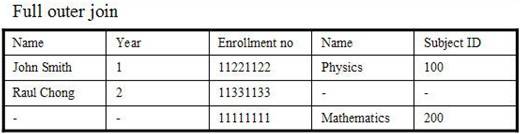 Full outer join
Name Year Enrollment no Name Subject ID
John Smith 1 11221122 Physics 100
Raul Chong 2 11331133 - -
- - 11111111 Mathematics 200